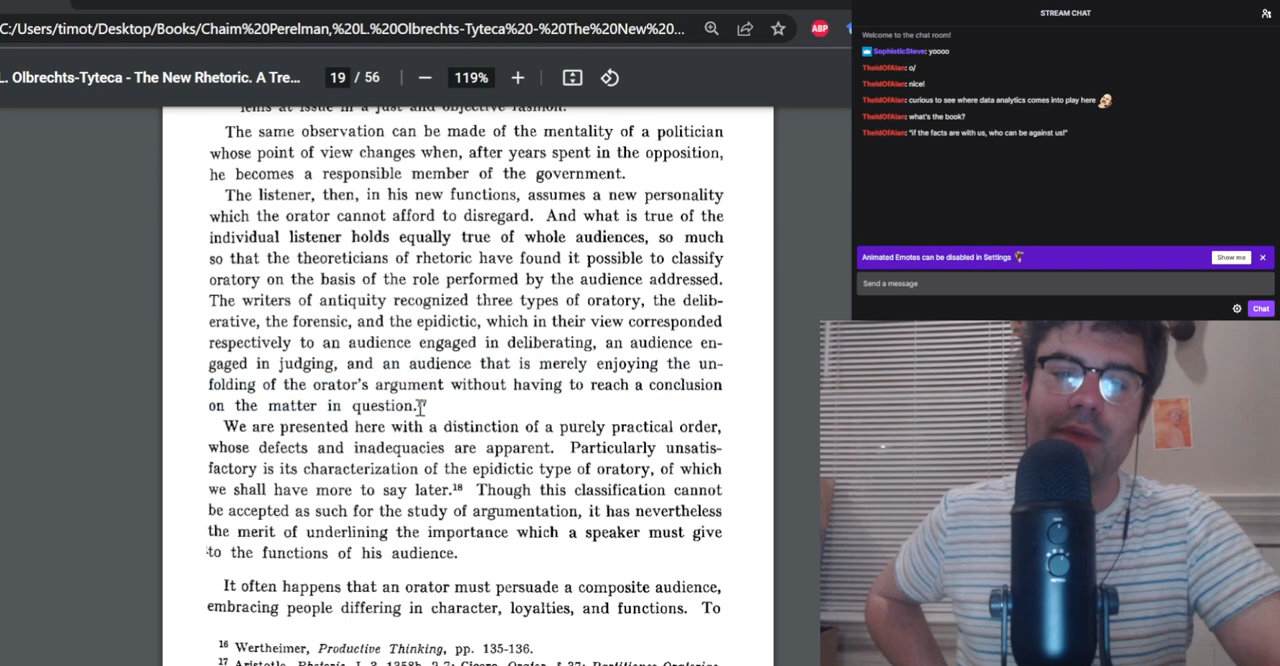 C:/Users/timot/Desktop/Books/Chaim%20Perelman,%20L.%20Olbrechts-Tyteca%20-%20The%20New%20...
ABP
L. Olbrechts-Tyteca - The New Rhetoric. A Tre...
19 / 56
119%
The same observation can be made of the mentality of a politician
whose point of view changes when, after years spent in the opposition,
he becomes a responsible member of the government.
The listener, then, in his new functions, assumes a new personality
which the orator cannot afford to disregard. And what is true of the
individual listener holds equally true of whole audiences, so much
so that the theoreticians of rhetoric have found it possible to classify
oratory on the basis of the role performed by the audience addressed.
The writers of antiquity recognized three types of oratory, the delib-
erative, the forensic, and the epidictic, which in their view corresponded
respectively to an audience engaged in deliberating, an audience en-
gaged in judging, and an audience that is merely enjoying the un-
folding of the orator's argument without having to reach a conclusion
on the matter in question.
We are presented here with a distinction of a purely practical order,
whose defects and inadequacies are apparent. Particularly unsatis-
factory is its characterization of the epidictic type of oratory, of which
we shall have more to say later.18 Though this classification cannot
be accepted as such for the study of argumentation, it has nevertheless
the merit of underlining the importance which a speaker must give
to the functions of his audience.
It often happens that an orator must persuade a composite audience,
embracing people differing in character, loyalties, and functions. To
16 Wertheimer, Productive Thinking, pp. 135-136.
STREAM CHAT
Welcome to the chat room!
SophisticSteve: yoooo
TheIdOfAlan: o/
TheIdOfAlan: nice!
TheIdOfAlan: curious to see where data analytics comes into play here
TheIdOfAlan: what's the book?
TheIdOfAlan: "if the facts are with us, who can be against us!"
Animated Emotes can be disabled in Settings
Show me
Send a message
Chat